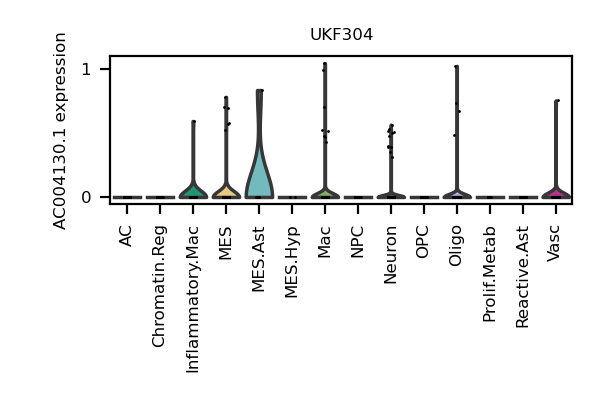 UKF304
AC004130.1 expression
1
0
AC
Chromatin.Reg
Inflammatory.Mac
MES
MES.Ast
MES.Hyp
Mac
NPC
Neuron
OPC
Oligo
Prolif.Metab
Reactive.Ast
Vasc